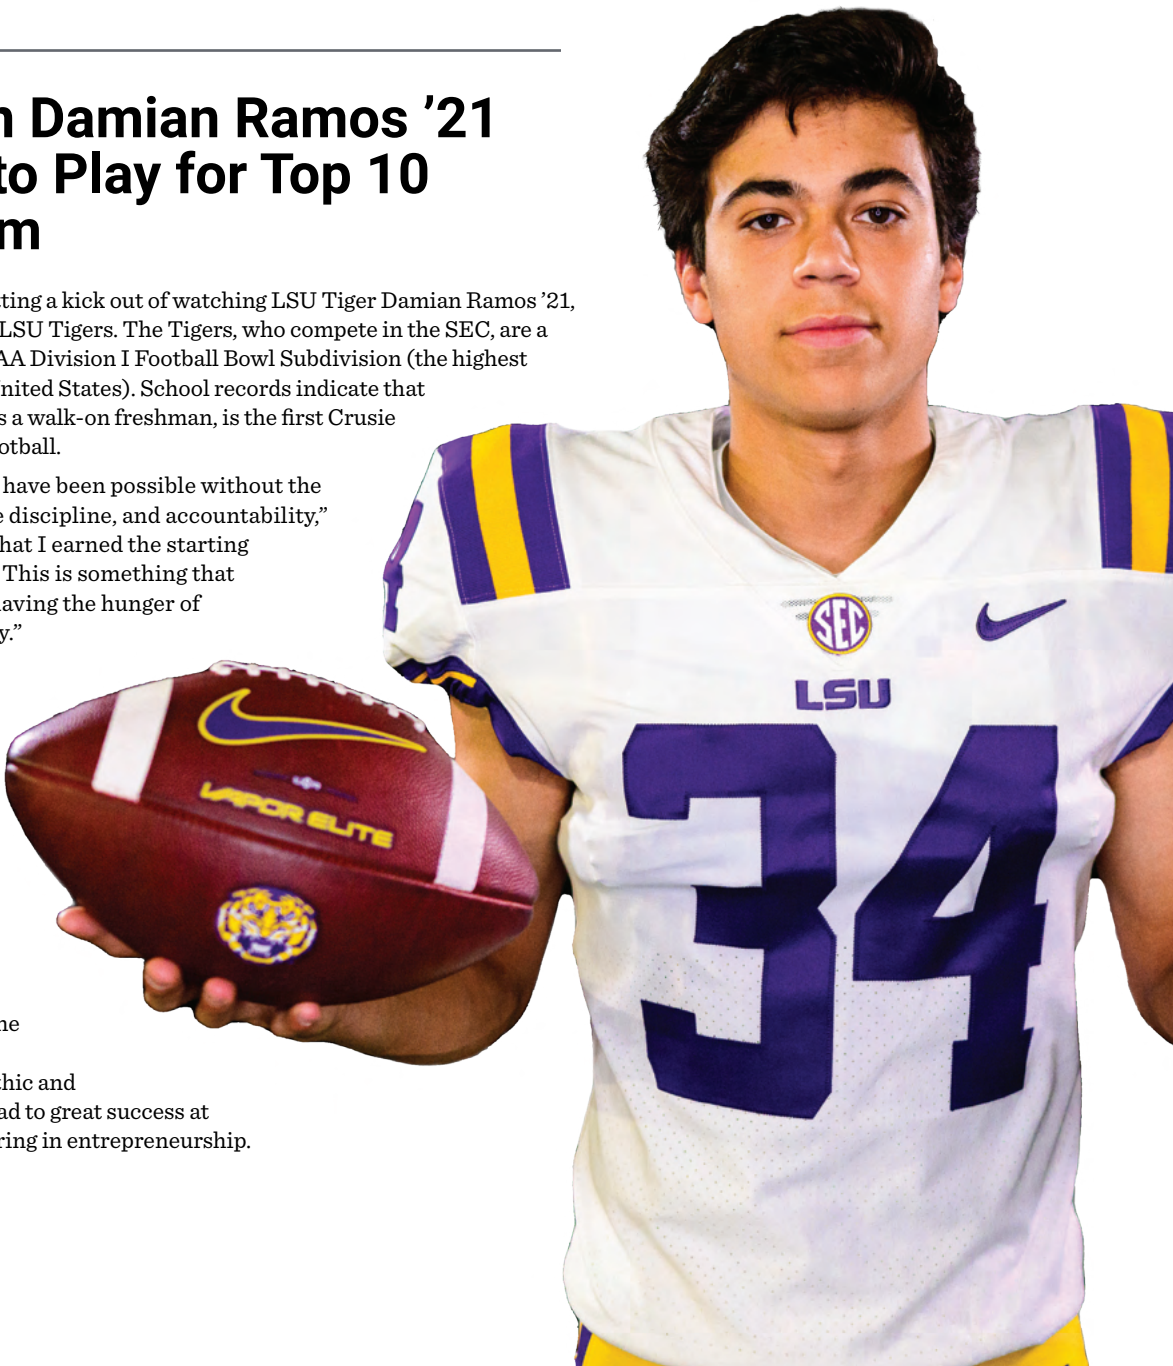 n Damian Ramos ’21
to Play for Top 10
m
tting a kick out of watching LSU Tiger Damian Ramos ’21,
LSU Tigers. The Tigers, who compete in the SEC, are a
AA Division I Football Bowl Subdivision (the highest
nited States). School records indicate that
s a walk-on freshman, is the first Crusie
otball.
have been possible without the
e discipline, and accountability,”
hat I earned the starting
This is something that
aving the hunger of
y.”
SEC
LSU
34
VAPOR ELITE
ne
thic and
ad to great success at
ring in entrepreneurship.